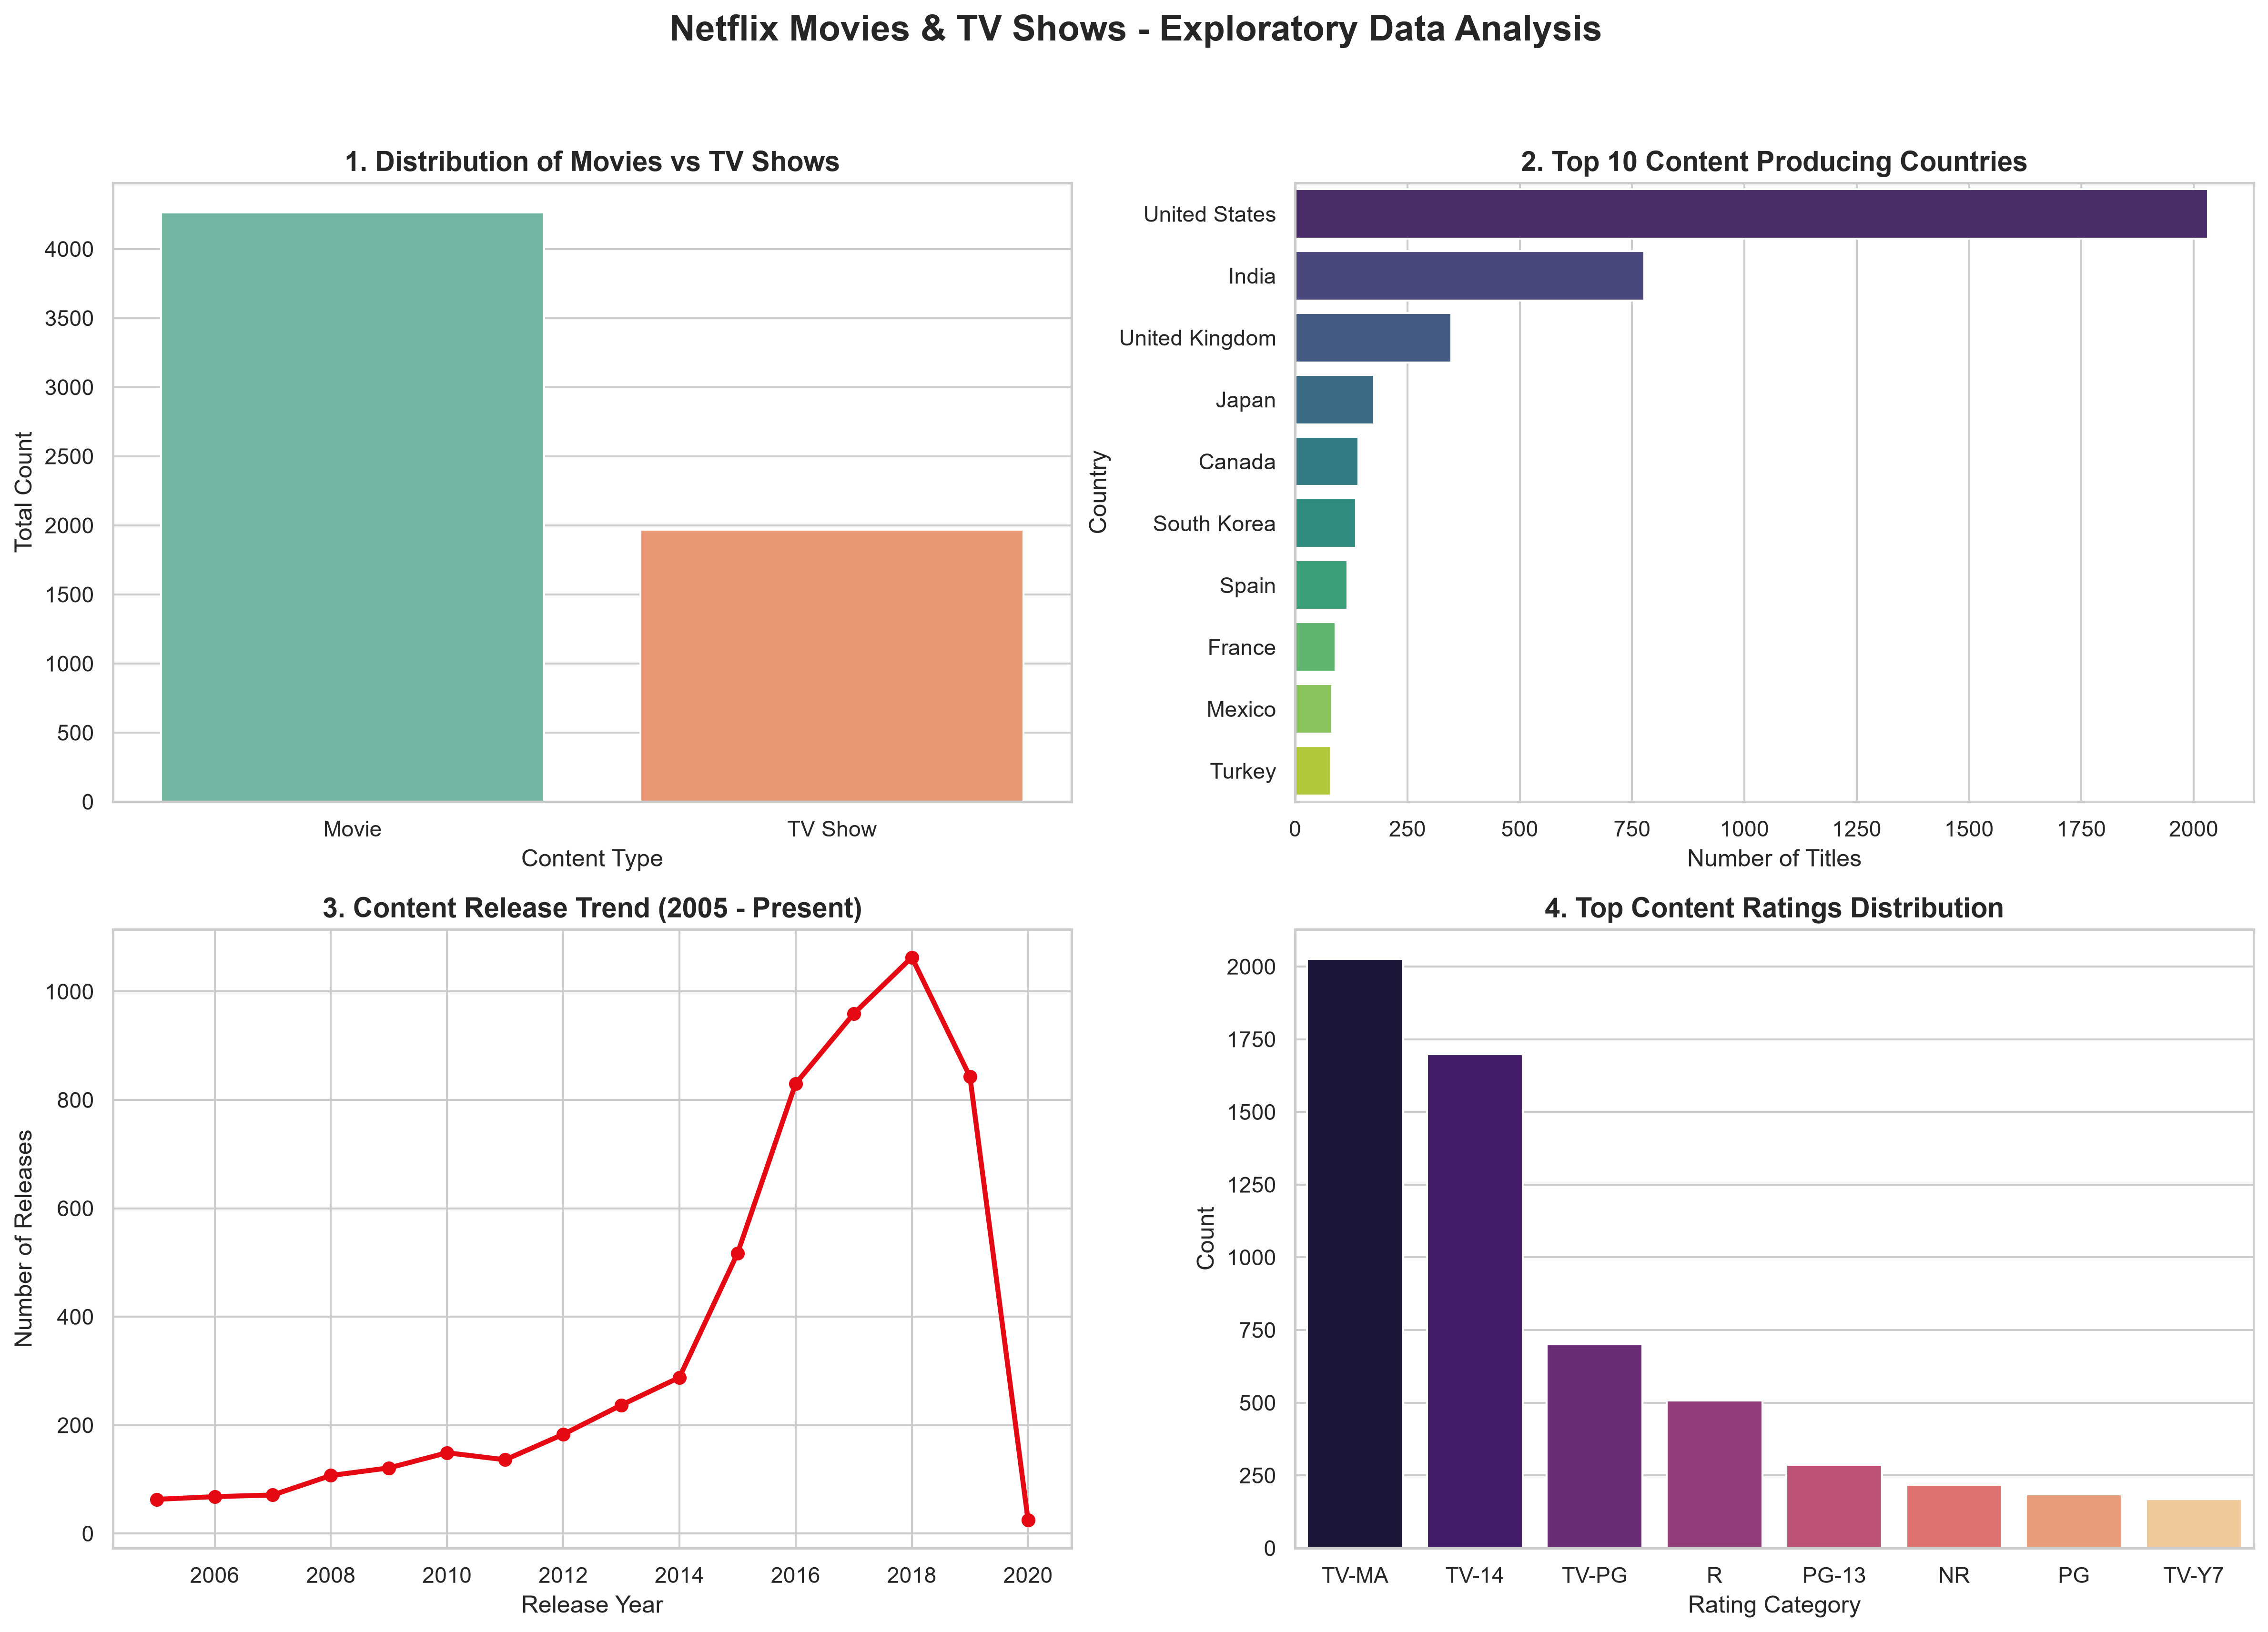 Netflix Movies & TV Shows - Exploratory Data Analysis
1. Distribution of Movies vs TV Shows
Total Count
4000
3500
3000
2500
2000
1500
1000
500
0
Movie
TV Show
Content Type
2. Top 10 Content Producing Countries
Country
United States
India
United Kingdom
Japan
Canada
South Korea
Spain
France
Mexico
Turkey
0 250 500 750 1000 1250 1500 1750 2000
Number of Titles
3. Content Release Trend (2005 - Present)
Number of Releases
1000
800
600
400
200
0
2006 2008 2010 2012 2014 2016 2018 2020
Release Year
4. Top Content Ratings Distribution
Count
2000
1750
1500
1250
1000
750
500
250
0
TV-MA TV-14 TV-PG R PG-13 NR PG TV-Y7
Rating Category